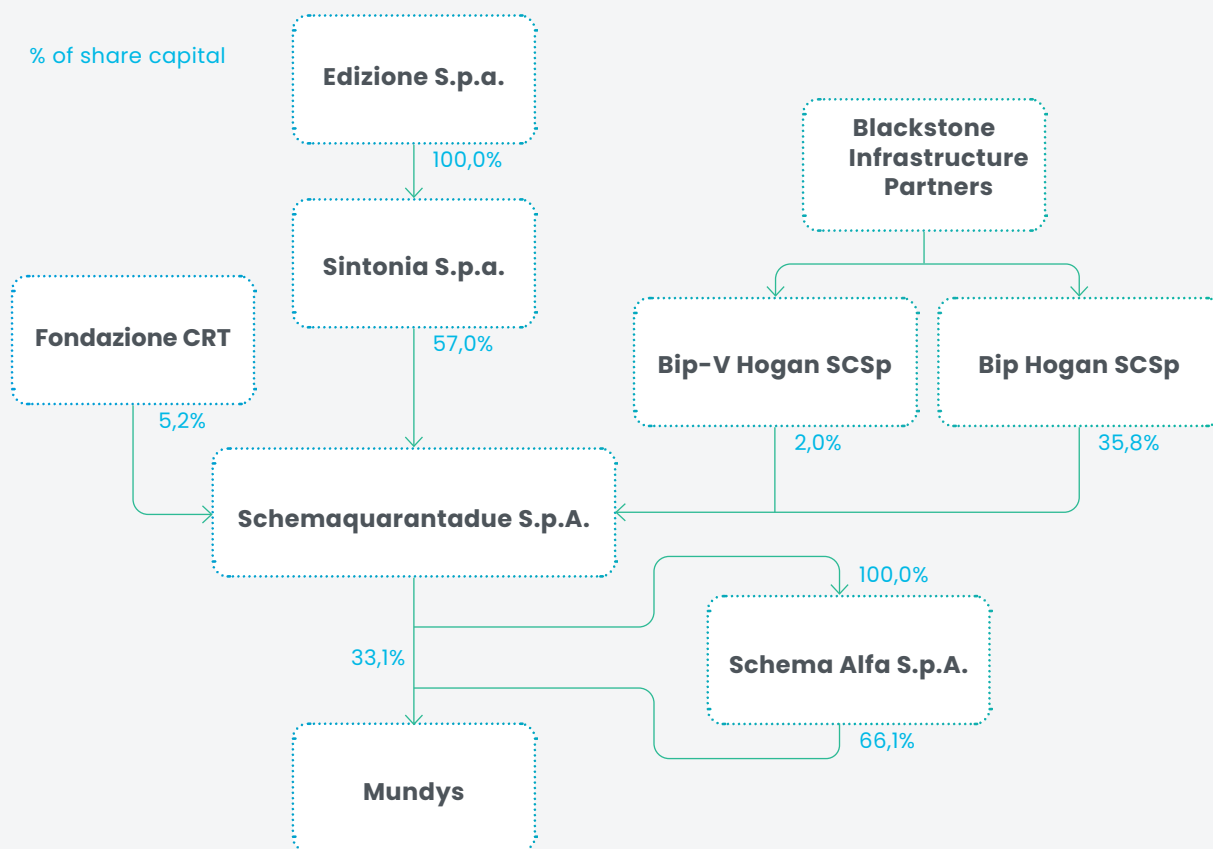 % of share capital
Edizione S.p.a.
100,0%
Blackstone
Infrastructure
Partners
Sintonia S.p.a.
57,0%
Fondazione CRT
5,2%
Bip-V Hogan SCSp
2,0%
Bip Hogan SCSp
35,8%
Schemaquarantadue S.p.A.
100,0%
33,1%
Schema Alfa S.p.A.
66,1%
Mundys